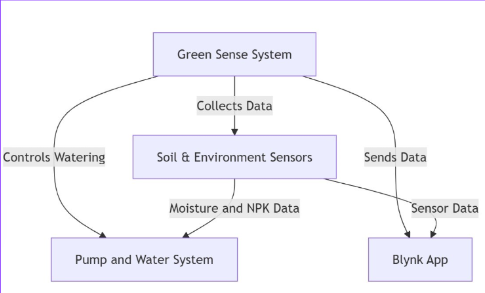 Green Sense System
Collects Data
Controls Watering
Soil & Environment Sensors
Sends Data
Moisture and NPK Data
Sensor Data
Pump and Water System
Blynk App